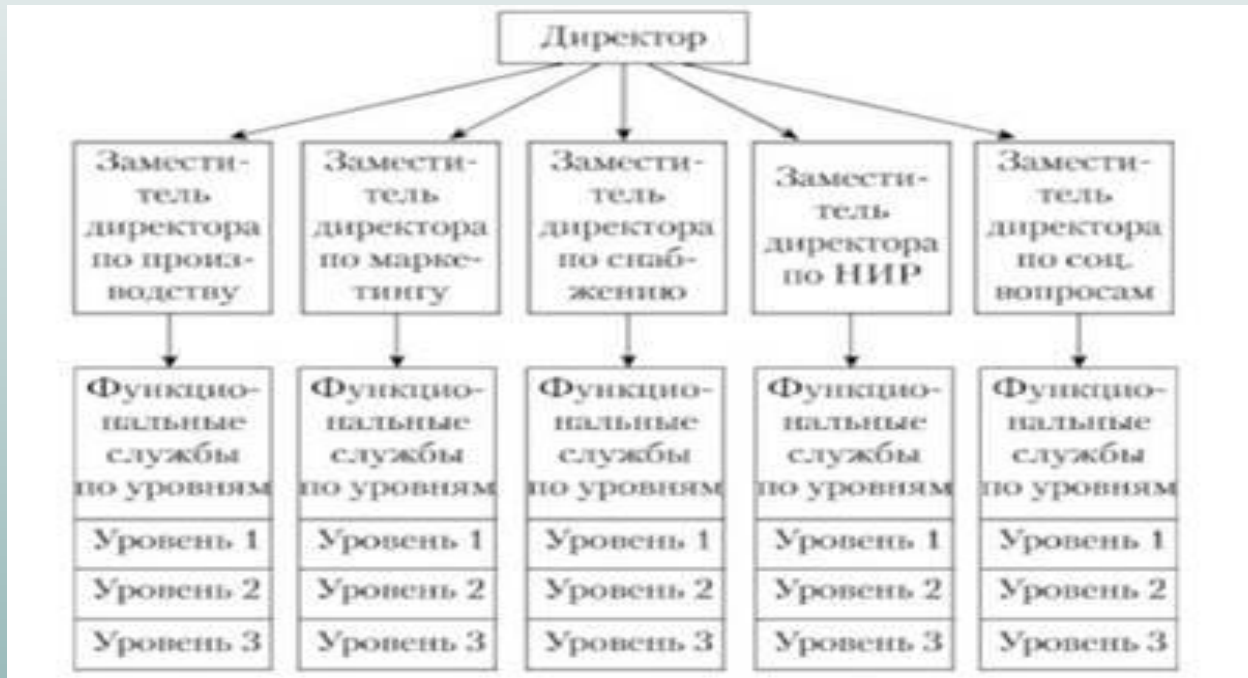 Директор
Замести-
тель
директора
по произ-
водству
Замести-
тель
директора
по марке-
тингу
Замести-
тель
директора
по снаб-
жению
Замести-
тель
директора
по НИР
Замести-
тель
директора
по соц.
вопросам
Функцио-
нальные
службы
по уровням
Уровень 1
Уровень 2
Уровень 3
Функцио-
нальные
службы
по уровням
Уровень 1
Уровень 2
Уровень 3
Функцио-
нальные
службы
по уровням
Уровень 1
Уровень 2
Уровень 3
Функцио-
нальные
службы
по уровням
Уровень 1
Уровень 2
Уровень 3
Функцио-
нальные
службы
по уровням
Уровень 1
Уровень 2
Уровень 3